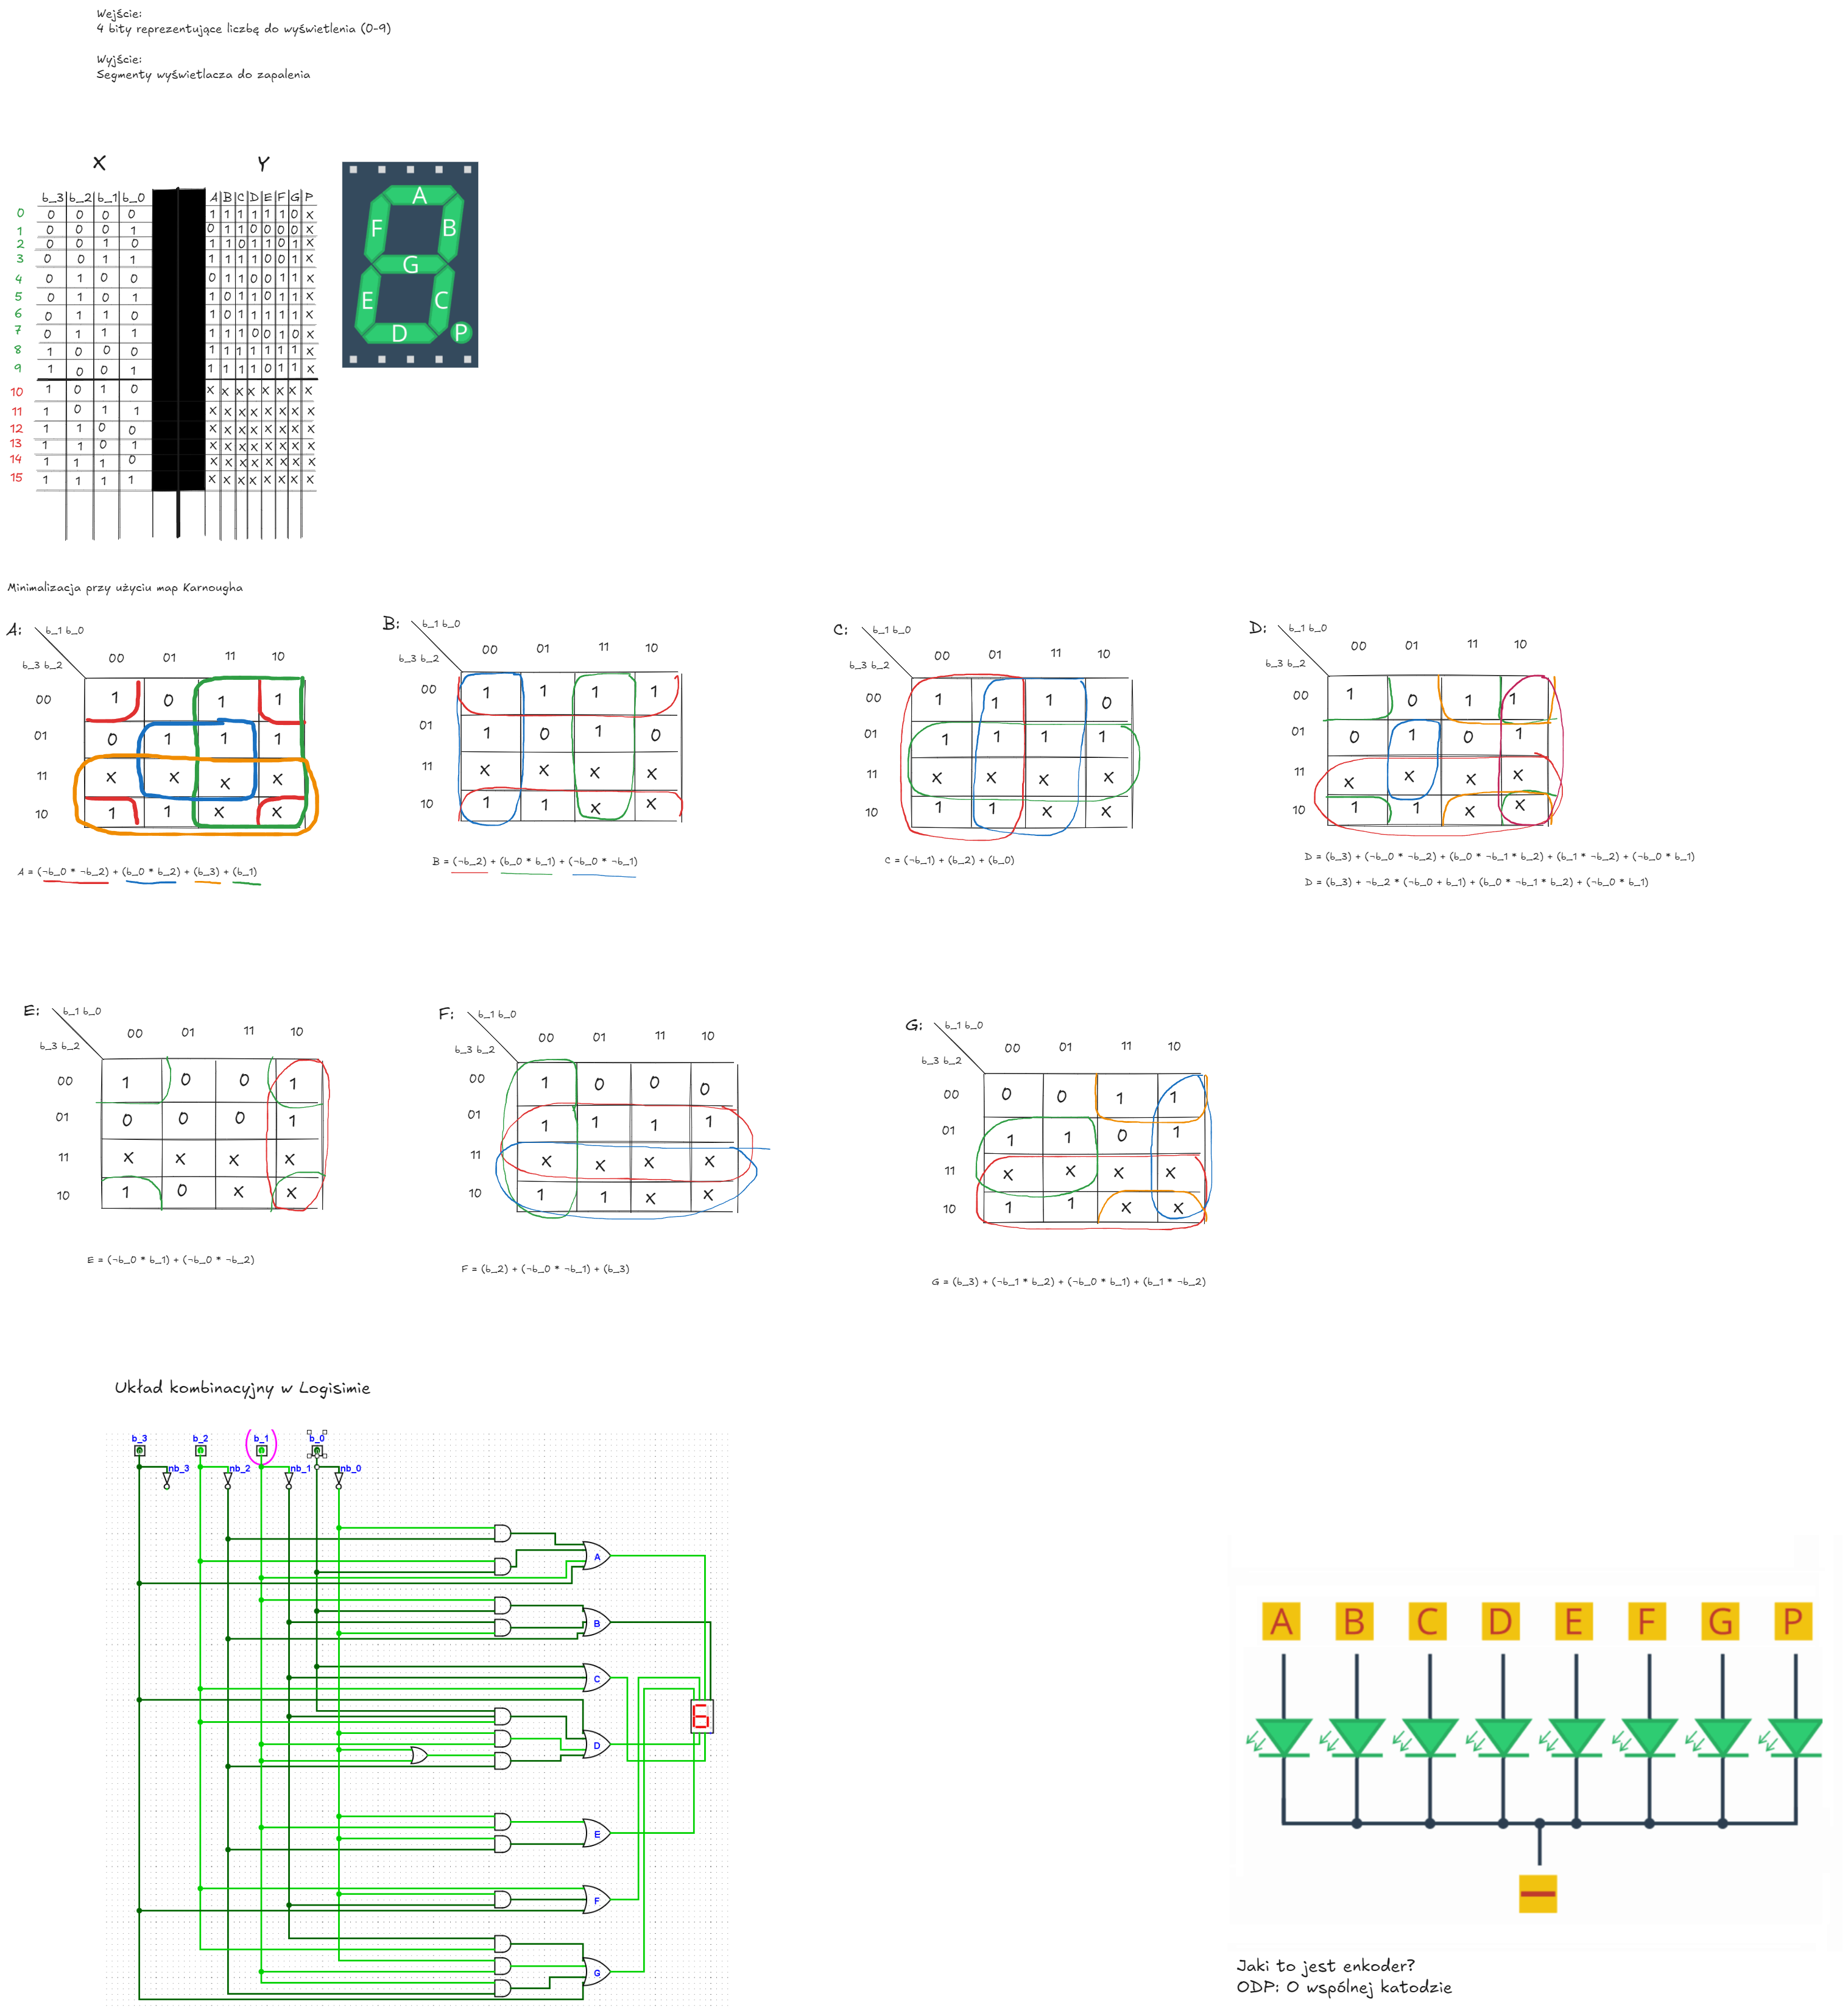 Wejście:
4 bity reprezentujące liczbę do wyświetlenia (0-9)
Wyjście:
Segmenty wyświetlacza do zapalenia
X Y
b_3 b_2 b_1 b_0 A B C D E F G P
0 0 0 0 0 1 1 1 1 1 1 0 x
1 0 0 0 1 0 1 1 0 0 0 0 x
2 0 0 1 0 1 1 0 1 1 0 1 x
3 0 0 1 1 1 1 1 1 0 0 1 x
4 0 1 0 0 0 1 1 0 0 1 1 x
5 0 1 0 1 1 0 1 1 0 1 1 x
6 0 1 1 0 1 0 1 1 1 1 1 x
7 0 1 1 1 1 1 1 0 0 1 0 x
8 1 0 0 0 1 1 1 1 1 1 1 x
9 1 0 0 1 1 1 1 1 0 1 1 x
10 1 0 1 0 x x x x x x x x
11 1 0 1 1 x x x x x x x x
12 1 1 0 0 x x x x x x x x
13 1 1 0 1 x x x x x x x x
14 1 1 1 0 x x x x x x x x
15 1 1 1 1 x x x x x x x x
A
F B
G
E C
D P
Minimalizacja przy użyciu map Karnougha
A: b_1 b_0
b_3 b_2 00 01 11 10
00 1 0 1 1
01 0 1 1 1
11 x x x x
10 1 1 x x
A = (¬b_0 * ¬b_2) + (b_0 * b_2) + (b_3) + (b_1)
B: b_1 b_0
b_3 b_2 00 01 11 10
00 1 1 1 1
01 1 0 1 0
11 x x x x
10 1 1 x x
B = (¬b_2) + (b_0 * b_1) + (¬b_0 * ¬b_1)
C: b_1 b_0
b_3 b_2 00 01 11 10
00 1 1 1 0
01 1 1 1 1
11 x x x x
10 1 1 x x
C = (¬b_1) + (b_2) + (b_0)
D: b_1 b_0
b_3 b_2 00 01 11 10
00 1 0 1 1
01 0 1 0 1
11 x x x x
10 1 1 x x
D = (b_3) + (¬b_0 * ¬b_2) + (b_0 * ¬b_1 * b_2) + (b_1 * ¬b_2) + (¬b_0 * b_1)
D = (b_3) + ¬b_2 * (¬b_0 + b_1) + (b_0 * ¬b_1 * b_2) + (¬b_0 * b_1)
E: b_1 b_0
b_3 b_2 00 01 11 10
00 1 0 0 1
01 0 0 0 1
11 x x x x
10 1 0 x x
E = (¬b_0 * b_1) + (¬b_0 * ¬b_2)
F: b_1 b_0
b_3 b_2 00 01 11 10
00 1 0 0 0
01 1 1 1 1
11 x x x x
10 1 1 x x
F = (b_2) + (¬b_0 * ¬b_1) + (b_3)
G: b_1 b_0
b_3 b_2 00 01 11 10
00 0 0 1 1
01 1 1 0 1
11 x x x x
10 1 1 x x
G = (b_3) + (¬b_1 * b_2) + (¬b_0 * b_1) + (b_1 * ¬b_2)
Układ kombinacyjny w Logisimie
b_3 b_2 b_1 b_0
nb_3 nb_2 nb_1 nb_0
A
B
C
D
E
F
G
A B C D E F G P
Jaki to jest enkoder?
ODP: O wspólnej katodzie